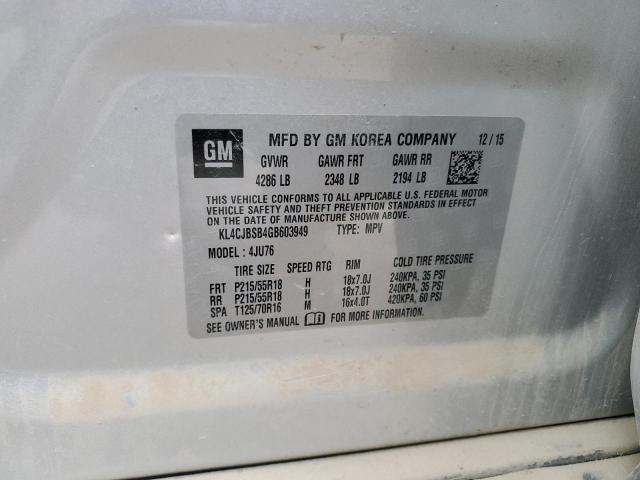 GM MFD BY GM KOREA COMPANY 12/15
GVWR GAWR FRT GAWR RR
4286 LB 2348 LB 2194 LB
THIS VEHICLE CONFORMS TO ALL APPLICABLE U.S. FEDERAL MOTOR
VEHICLE SAFETY AND THEFT PREVENTION STANDARDS IN EFFECT ON
THE DATE OF MANUFACTURE SHOWN ABOVE.
KL4CJBSB4GB603949 TYPE: MPV
MODEL: 4JU76
TIRE SIZE SPEED RTG RIM COLD TIRE PRESSURE
FRT P215/55R18 H 18x7.0J 240KPA, 35 PSI
RR P215/55R18 H 18x7.0J 240KPA, 35 PSI
SPA T125/70R16 M 16x4.0T 420KPA, 60 PSI
SEE OWNER'S MANUAL FOR MORE INFORMATION.